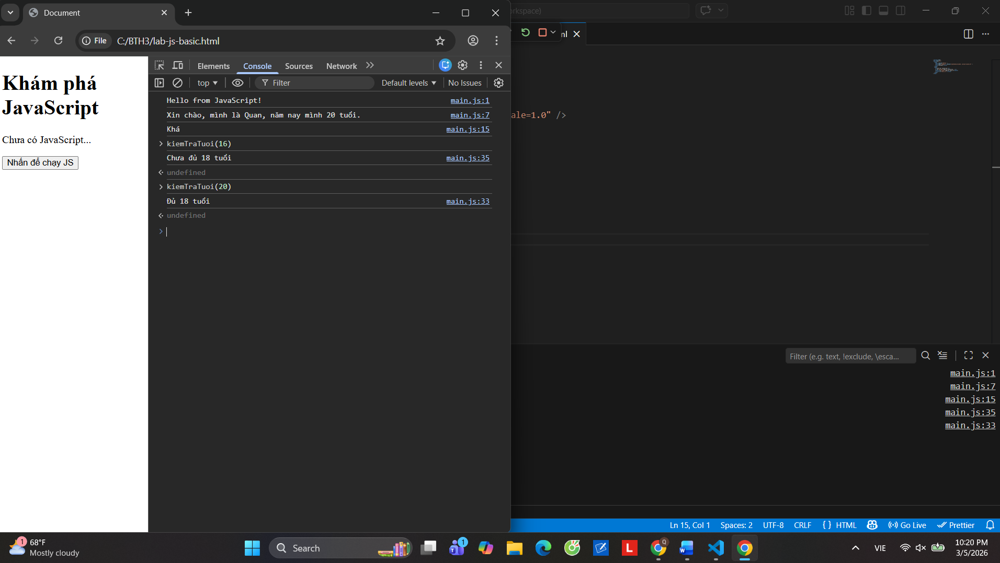 Document
File
C:/BTH3/lab-js-basic.html
Khám phá
JavaScript
Chưa có JavaScript...
Nhấn để chạy JS
Elements
Console
Sources
Network
top
Filter
Default levels
No Issues
Hello from JavaScript! main.js:1
Xin chào, mình là Quan, năm nay mình 20 tuổi. main.js:7
Khá main.js:15
kiemTraTuoi(16)
Chưa đủ 18 tuổi main.js:35
undefined
kiemTraTuoi(20)
Đủ 18 tuổi main.js:33
undefined
orkspace)
ml
ale=1.0" />
Filter (e.g. text, !exclude, \esca...
main.js:1
main.js:7
main.js:15
main.js:35
main.js:33
Ln 15, Col 1
Spaces: 2
UTF-8
CRLF
{ } HTML
Go Live
Prettier
1
68°F
Mostly cloudy
Search
1
L
Q
VIE
10:20 PM
3/5/2026